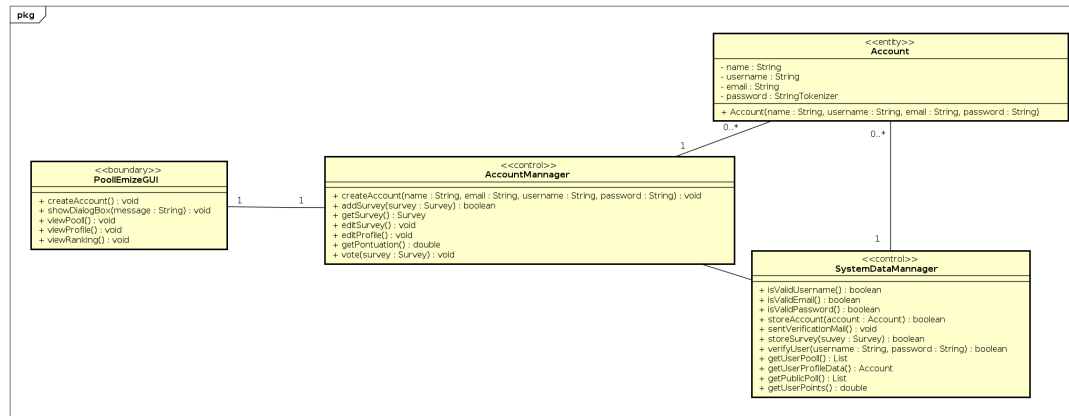 pkg
<<entity>>
Account
- name : String
- username : String
- email : String
- password : StringTokenizer
+ Account(name : String, username : String, email : String, password : String)
0..*
0..*
1
<<boundary>>
PoollEmizeGUI
+ createAccount() : void
+ showDialogBox(message : String) : void
+ viewPooll() : void
+ viewProfile() : void
+ viewRanking() : void
1
1
<<control>>
AccountMannager
+ createAccount(name : String, email : String, username : String, password : String) : void
+ addSurvey(survey : Survey) : boolean
+ getSurvey() : Survey
+ editSurvey() : void
+ editProfile() : void
+ getPontuation() : double
+ vote(survey : Survey) : void
1
<<control>>
SystemDataMannager
+ isValidUsername() : boolean
+ isValidEmail() : boolean
+ isValidPassword() : boolean
+ storeAccount(account : Account) : boolean
+ sentVerificationMail() : void
+ storeSurvey(suvey : Survey) : boolean
+ verifyUser(username : String, password : String) : boolean
+ getUserPooll() : List
+ getUserProfileData() : Account
+ getPublicPoll() : List
+ getUserPoints() : double